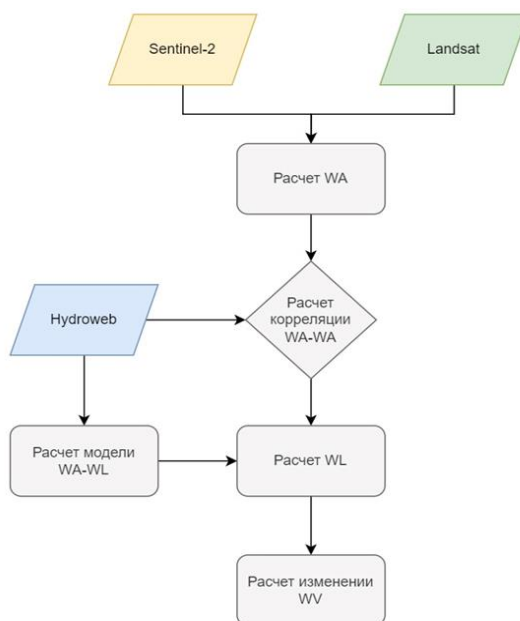 Sentinel-2
Landsat
Расчет WA
Hydroweb
Расчет
корреляции
WA-WA
Расчет модели
WA-WL
Расчет WL
Расчет изменении
WV